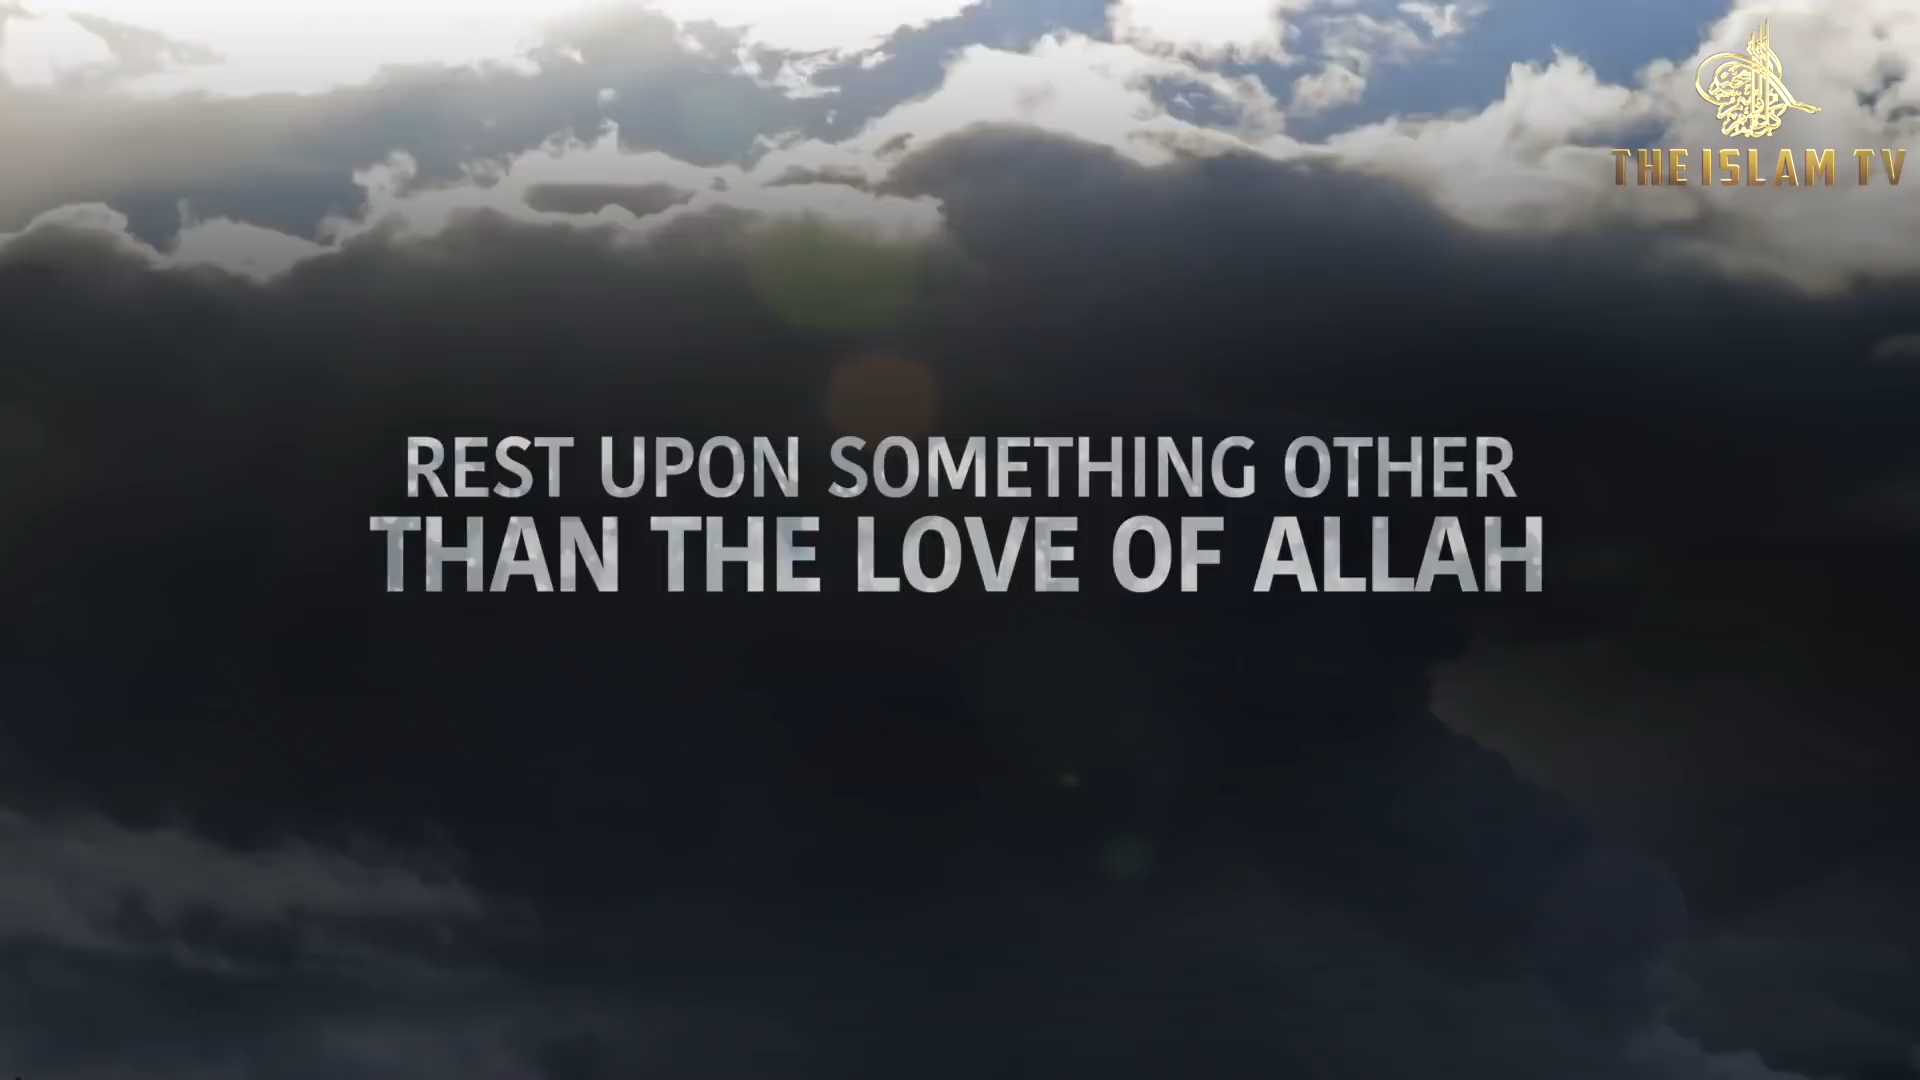 THE ISLAM TV
REST UPON SOMETHING OTHER
THAN THE LOVE OF ALLAH